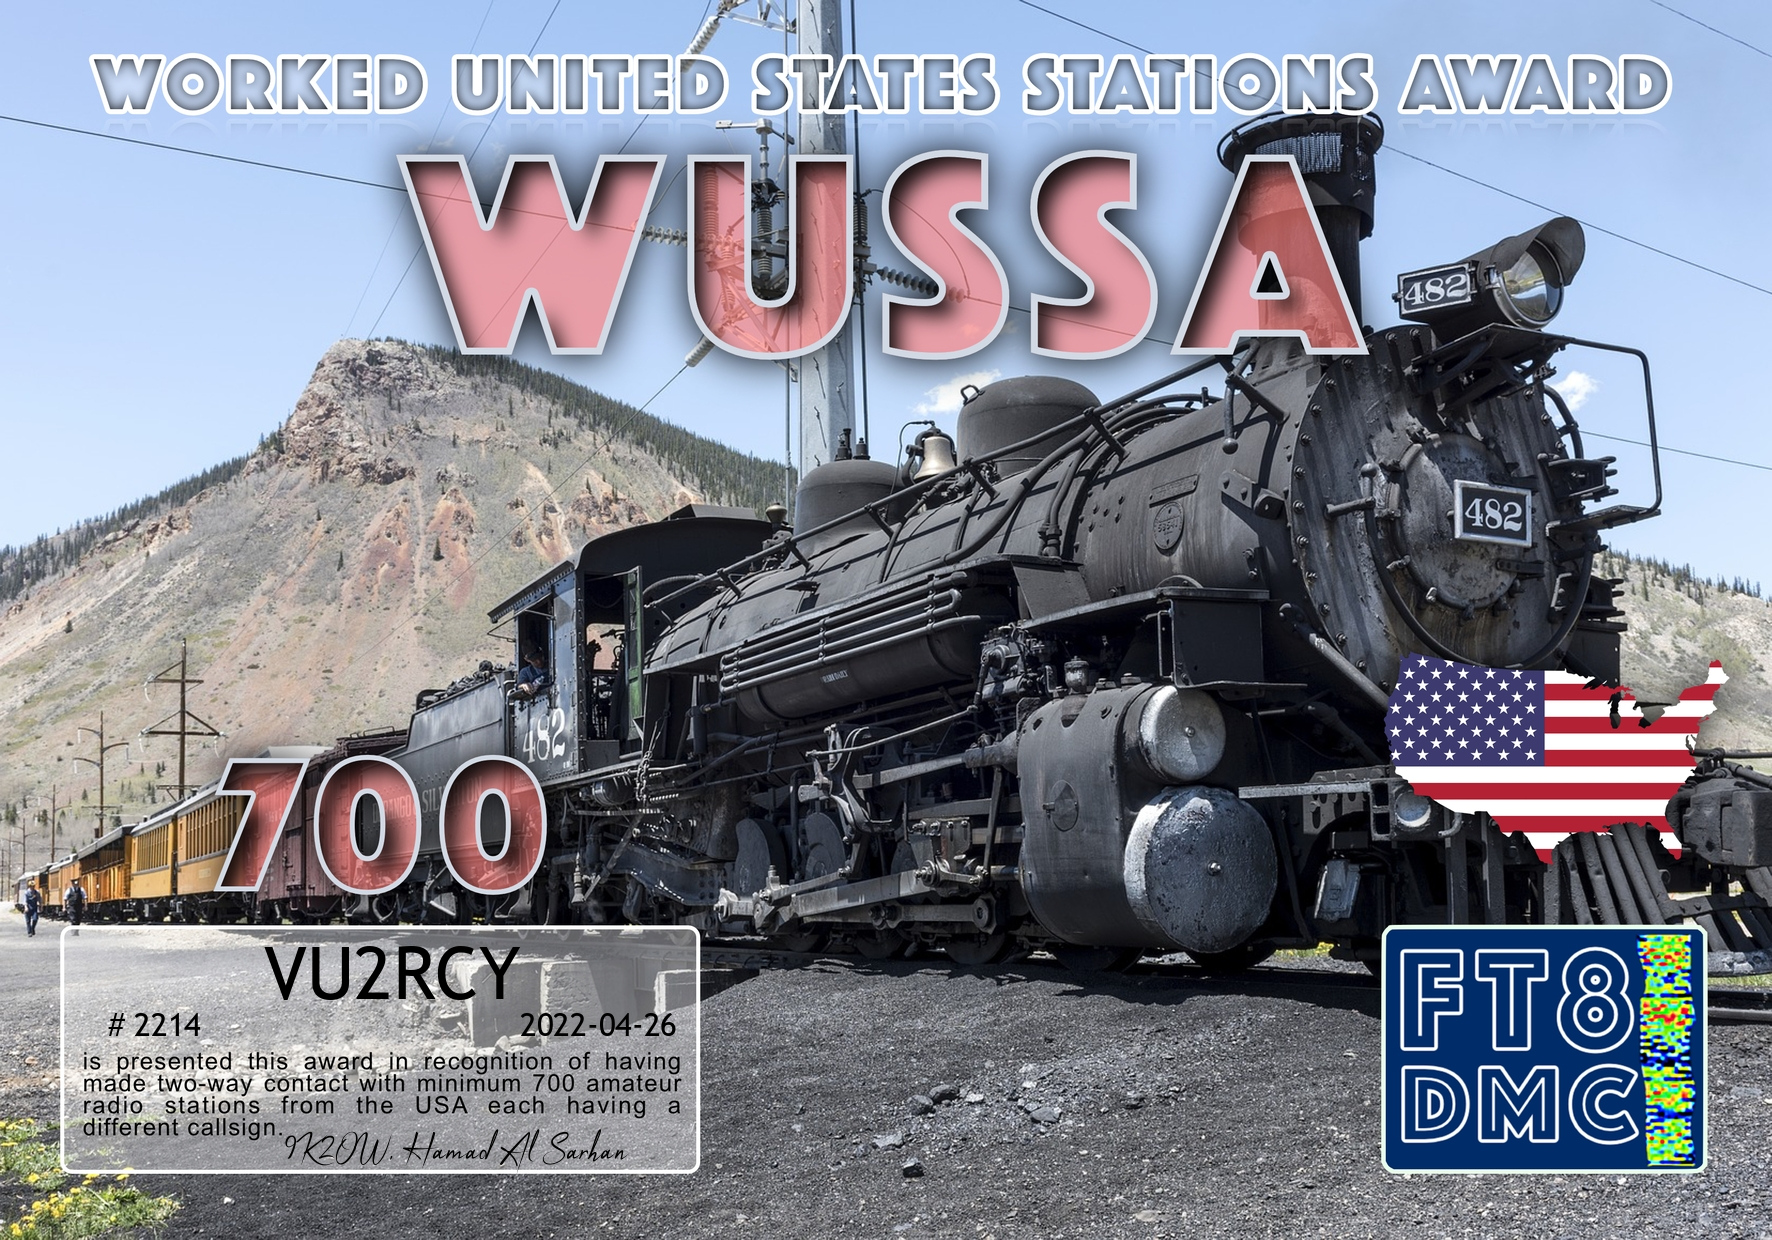 WORKED UNITED STATES STATIONS AWARD
WUSSA
482
482
482
700
VU2RCY
# 2214 2022-04-26
is presented this award in recognition of having
made two-way contact with minimum 700 amateur
radio stations from the USA each having a
different callsign.
9K2OW. Hamad Al Sarhan
FT8
DMC